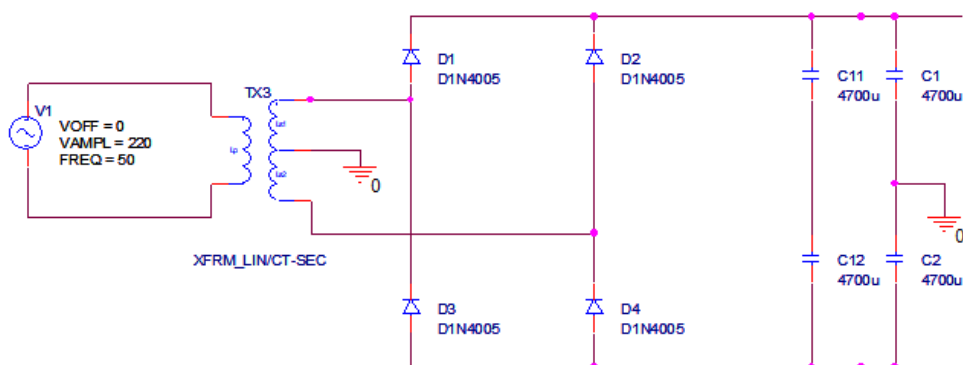 D1
D1N4005
D2
D1N4005
C11
4700u
C1
4700u
TX3
V1
VOFF = 0
VAMPL = 220
FREQ = 50
0
0
XFRM_LIN/CT-SEC
C12
4700u
C2
4700u
D3
D1N4005
D4
D1N4005